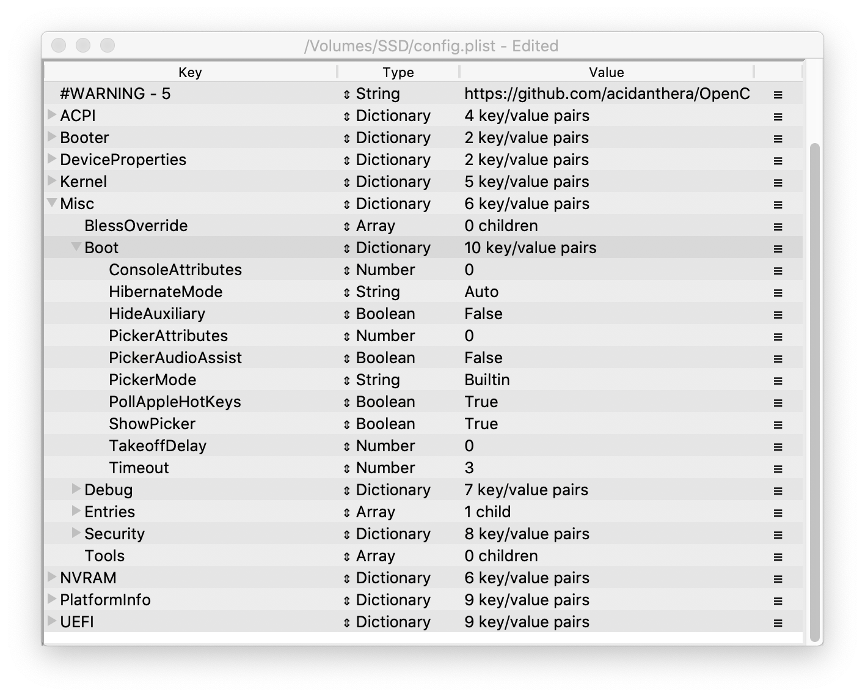 /Volumes/SSD/config.plist - Edited
Key Type Value
#WARNING - 5 String https://github.com/acidanthera/OpenC
ACPI Dictionary 4 key/value pairs
Booter Dictionary 2 key/value pairs
DeviceProperties Dictionary 2 key/value pairs
Kernel Dictionary 5 key/value pairs
Misc Dictionary 6 key/value pairs
BlessOverride Array 0 children
Boot Dictionary 10 key/value pairs
ConsoleAttributes Number 0
HibernateMode String Auto
HideAuxiliary Boolean False
PickerAttributes Number 0
PickerAudioAssist Boolean False
PickerMode String Builtin
PollAppleHotKeys Boolean True
ShowPicker Boolean True
TakeoffDelay Number 0
Timeout Number 3
Debug Dictionary 7 key/value pairs
Entries Array 1 child
Security Dictionary 8 key/value pairs
Tools Array 0 children
NVRAM Dictionary 6 key/value pairs
PlatformInfo Dictionary 9 key/value pairs
UEFI Dictionary 9 key/value pairs